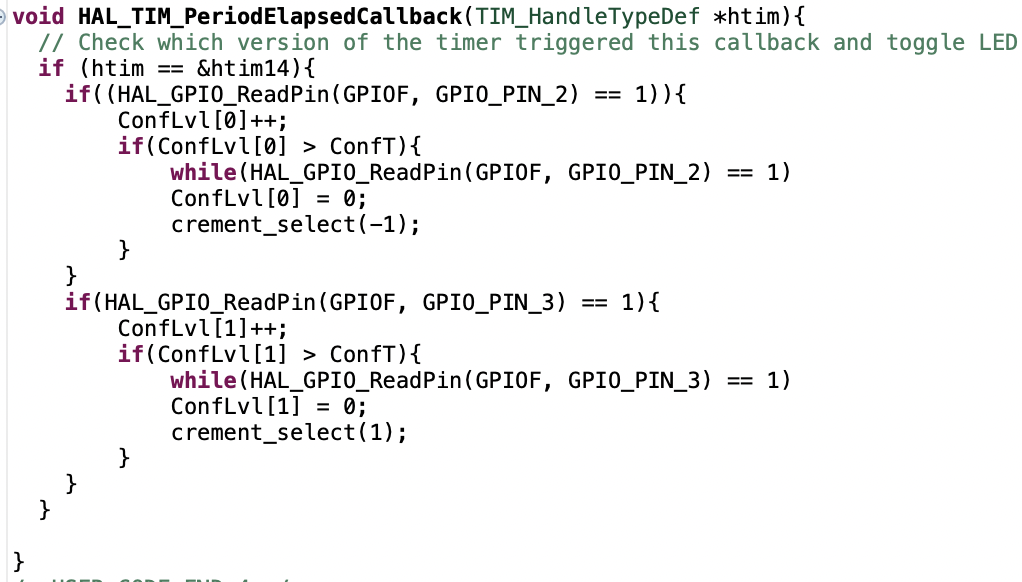 void HAL_TIM_PeriodElapsedCallback(TIM_HandleTypeDef *htim){
  // Check which version of the timer triggered this callback and toggle LED
  if (htim == &htim14){
    if((HAL_GPIO_ReadPin(GPIOF, GPIO_PIN_2) == 1)){
        ConfLvl[0]++;
        if(ConfLvl[0] > ConfT){
            while(HAL_GPIO_ReadPin(GPIOF, GPIO_PIN_2) == 1)
            ConfLvl[0] = 0;
            crement_select(-1);
        }
    }
    if(HAL_GPIO_ReadPin(GPIOF, GPIO_PIN_3) == 1){
        ConfLvl[1]++;
        if(ConfLvl[1] > ConfT){
            while(HAL_GPIO_ReadPin(GPIOF, GPIO_PIN_3) == 1)
            ConfLvl[1] = 0;
            crement_select(1);
        }
    }
  }

}